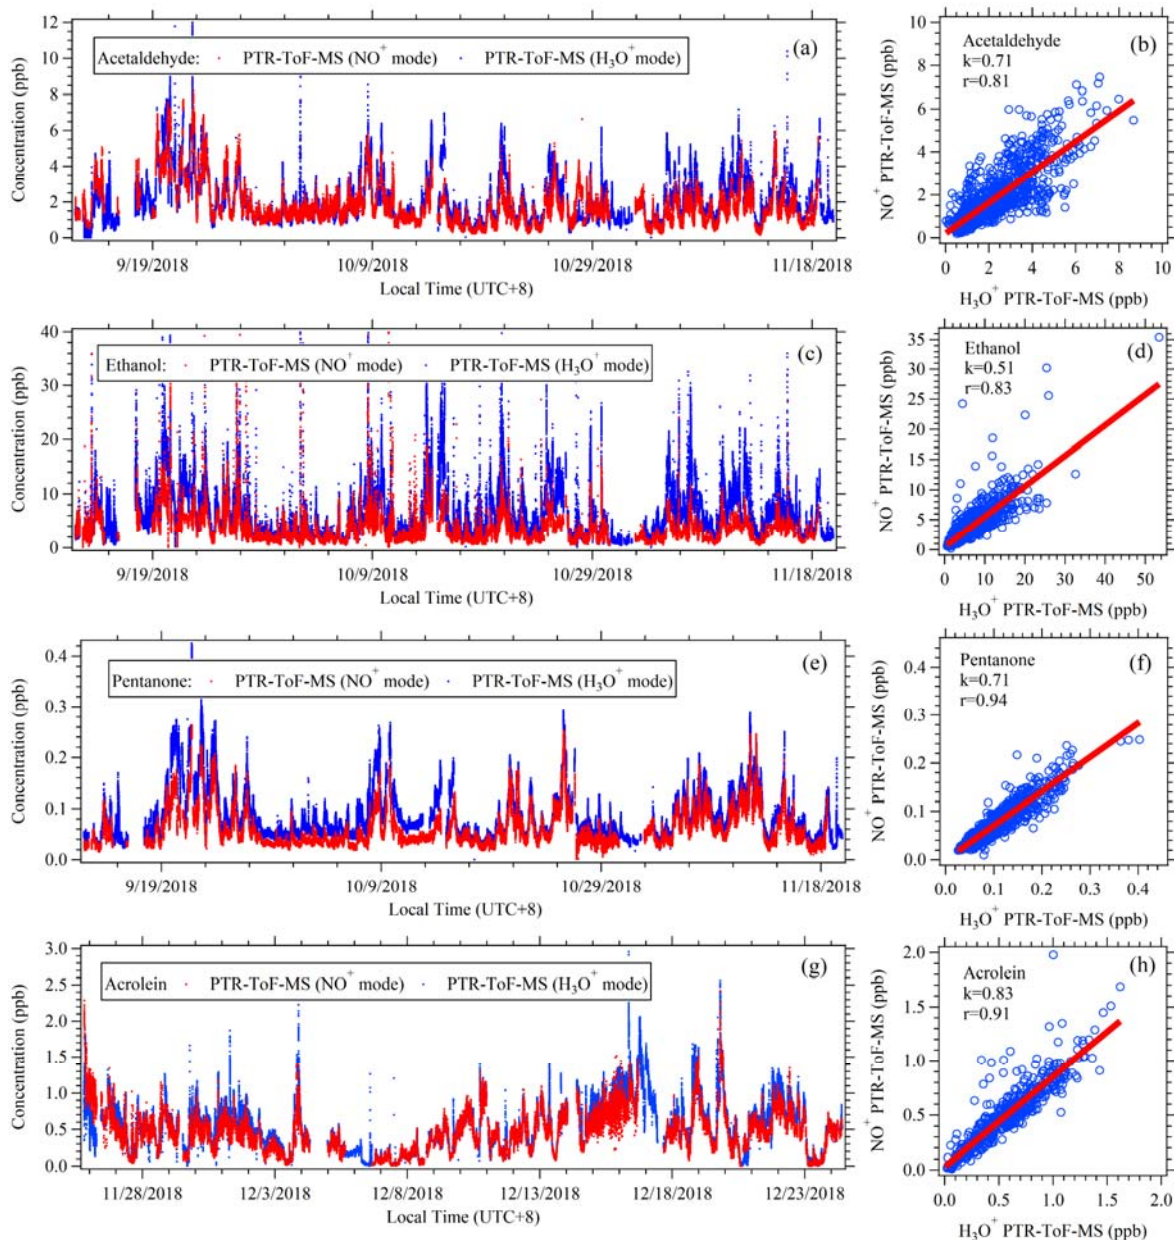 Acetaldehyde: PTR-ToF-MS (NO+ mode) PTR-ToF-MS (H3O+ mode) (a)
Concentration (ppb)
12
10
8
6
4
2
0
9/19/2018 10/9/2018 10/29/2018 11/18/2018
Local Time (UTC+8)
Acetaldehyde (b)
k=0.71
r=0.81
NO+ PTR-ToF-MS (ppb)
10
8
6
4
2
0
0 2 4 6 8 10
H3O+ PTR-ToF-MS (ppb)
Ethanol: PTR-ToF-MS (NO+ mode) PTR-ToF-MS (H3O+ mode) (c)
Concentration (ppb)
40
30
20
10
0
9/19/2018 10/9/2018 10/29/2018 11/18/2018
Local Time (UTC+8)
Ethanol (d)
k=0.51
r=0.83
NO+ PTR-ToF-MS (ppb)
35
30
25
20
15
10
5
0
0 10 20 30 40 50
H3O+ PTR-ToF-MS (ppb)
Pentanone: PTR-ToF-MS (NO+ mode) PTR-ToF-MS (H3O+ mode) (e)
Concentration (ppb)
0.4
0.3
0.2
0.1
0.0
9/19/2018 10/9/2018 10/29/2018 11/18/2018
Local Time (UTC+8)
Pentanone (f)
k=0.71
r=0.94
NO+ PTR-ToF-MS (ppb)
0.4
0.3
0.2
0.1
0.0
0.0 0.1 0.2 0.3 0.4
H3O+ PTR-ToF-MS (ppb)
Acrolein PTR-ToF-MS (NO+ mode) PTR-ToF-MS (H3O+ mode) (g)
Concentration (ppb)
3.0
2.5
2.0
1.5
1.0
0.5
0.0
11/28/2018 12/3/2018 12/8/2018 12/13/2018 12/18/2018 12/23/2018
Local Time (UTC+8)
Acrolein (h)
k=0.83
r=0.91
NO+ PTR-ToF-MS (ppb)
2.0
1.5
1.0
0.5
0.0
0.0 0.5 1.0 1.5 2.0
H3O+ PTR-ToF-MS (ppb)